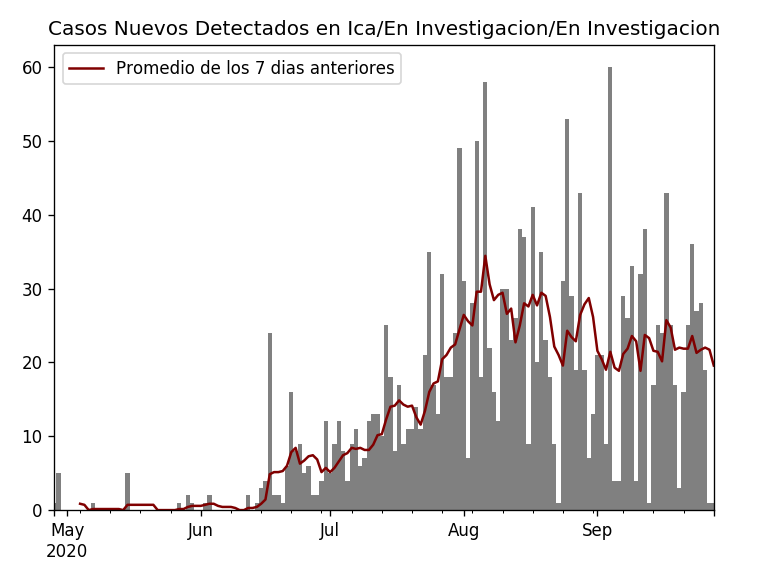 Casos Nuevos Detectados en Ica/En Investigacion/En Investigacion
Promedio de los 7 dias anteriores
60
50
40
30
20
10
0
May Jun Jul Aug Sep
2020